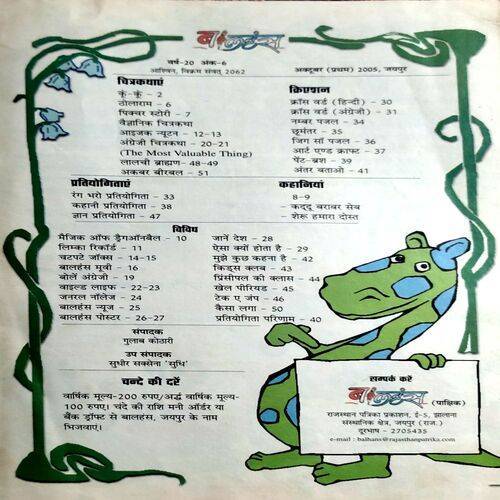 बालहंस
वर्ष-20 अंक-6
आश्विन, विक्रम संवत् 2062
अक्टूबर (प्रथम) 2005, जयपुर
चित्रकथाएं
कूं-कूं - 2
ठोलाराम - 6
पिक्चर स्टोरी - 7
वैज्ञानिक चित्रकथा
आइजक न्यूटन - 12-13
अंग्रेजी चित्रकथा - 20-21
(The Most Valuable Thing)
लालची ब्राह्मण - 48-49
अकबर बीरबल - 51
क्रिएशन
क्रॉस वर्ड (हिन्दी) - 30
क्रॉस वर्ड (अंग्रेजी) - 31
नम्बर पजल - 34
छूमंतर - 35
जिग सॉ पजल - 36
आर्ट एण्ड क्राफ्ट - 37
पेंट-ब्रश - 39
अंतर बताओ - 41
प्रतियोगिताएं
रंग भरो प्रतियोगिता - 33
कहानी प्रतियोगिता - 38
ज्ञान प्रतियोगिता - 47
कहानियां
8-9
- कद्दू बराबर सेब
- शेरू हमारा दोस्त
विविध
मैजिक ऑफ ड्रैगऑनबैल - 10
लिम्का रिकॉर्ड - 11
चटपटे जॉक्स - 14-15
बालहंस मूवी - 16
बोलें अंग्रेजी - 19
वाइल्ड लाइफ - 22-23
जनरल नॉलेज - 24
बालहंस न्यूज - 25
बालहंस पोस्टर - 26-27
जानें देश - 28
ऐसा क्यों होता है - 29
मुझे कुछ कहना है - 42
किड्स क्लब - 43
प्रिंसीपल की क्लास - 44
खेल पीरियड - 45
टेक ए जंप - 46
कैसा लगा - 50
प्रतियोगिता परिणाम - 40
संपादक
गुलाब कोठारी
उप संपादक
सुधीर सक्सेना 'सुधि'
चन्दे की दरें
वार्षिक मूल्य-200 रुपए/अर्द्ध वार्षिक मूल्य-
100 रुपए। चंदे की राशि मनी ऑर्डर या
बैंक ड्रॉफ्ट से बालहंस, जयपुर के नाम
भिजवाएं।
सम्पर्क करें
बालहंस (पाक्षिक)
राजस्थान पत्रिका प्रकाशन, ई-5, झालाना
संस्थानिक क्षेत्र, जयपुर (राज.)
दूरभाष - 2705435
e-mail : balhans@rajasthanpatrika.com